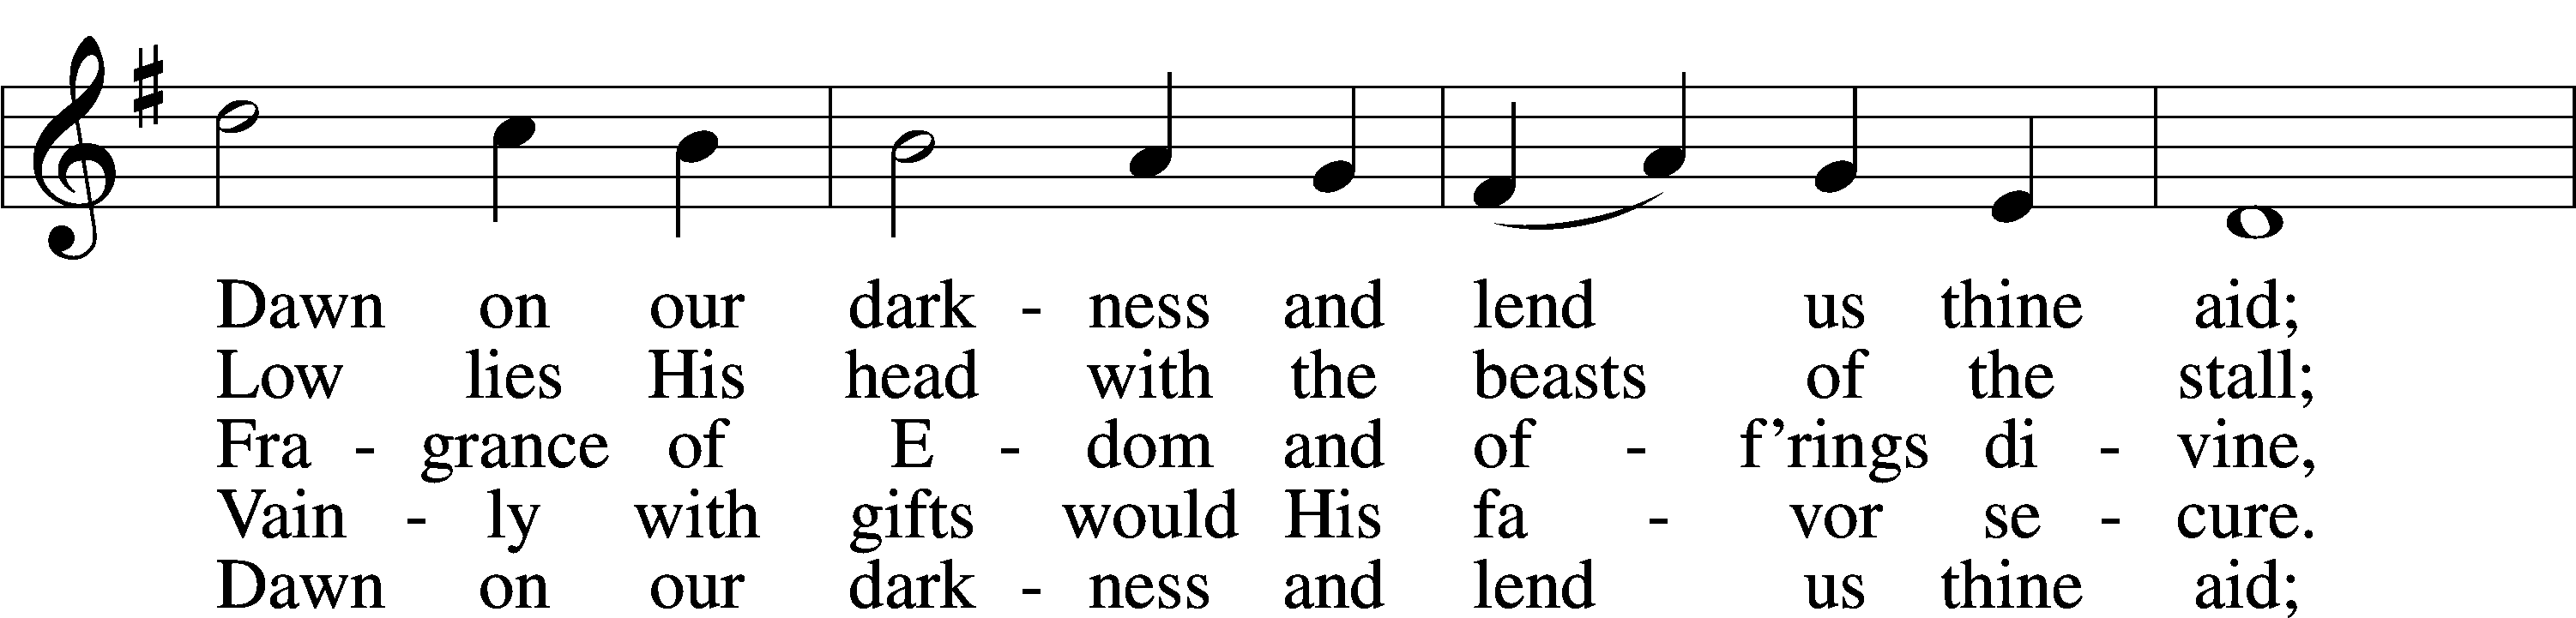 Dawn on our dark - ness and lend us thine aid;
Low lies His head with the beasts of the stall;
Fra - grance of E - dom and of - f'rings di - vine,
Vain - ly with gifts would His fa - vor se - cure.
Dawn on our dark - ness and lend us thine aid;